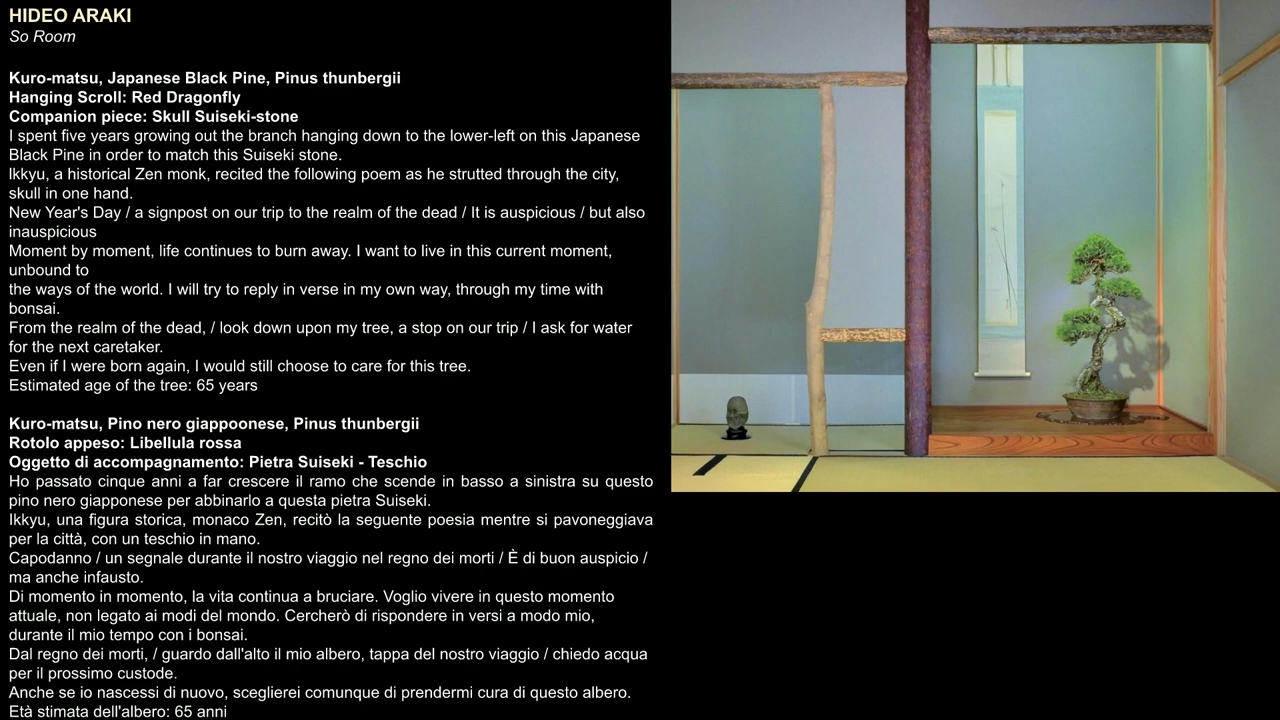 HIDEO ARAKI
So Room
Kuro-matsu, Japanese Black Pine, Pinus thunbergii
Hanging Scroll: Red Dragonfly
Companion piece: Skull Suiseki-stone
I spent five years growing out the branch hanging down to the lower-left on this Japanese
Black Pine in order to match this Suiseki stone.
Ikkyu, a historical Zen monk, recited the following poem as he strutted through the city,
skull in one hand.
New Year's Day / a signpost on our trip to the realm of the dead / It is auspicious / but also
inauspicious
Moment by moment, life continues to burn away. I want to live in this current moment,
unbound to
the ways of the world. I will try to reply in verse in my own way, through my time with
bonsai.
From the realm of the dead, / look down upon my tree, a stop on our trip / I ask for water
for the next caretaker.
Even if I were born again, I would still choose to care for this tree.
Estimated age of the tree: 65 years
Kuro-matsu, Pino nero giappoonese, Pinus thunbergii
Rotolo appeso: Libellula rossa
Oggetto di accompagnamento: Pietra Suiseki - Teschio
Ho passato cinque anni a far crescere il ramo che scende in basso a sinistra su questo
pino nero giapponese per abbinarlo a questa pietra Suiseki.
Ikkyu, una figura storica, monaco Zen, recitò la seguente poesia mentre si pavoneggiava
per la città, con un teschio in mano.
Capodanno / un segnale durante il nostro viaggio nel regno dei morti / È di buon auspicio /
ma anche infausto.
Di momento in momento, la vita continua a bruciare. Voglio vivere in questo momento
attuale, non legato ai modi del mondo. Cercherò di rispondere in versi a modo mio,
durante il mio tempo con i bonsai.
Dal regno dei morti, / guardo dall'alto il mio albero, tappa del nostro viaggio / chiedo acqua
per il prossimo custode.
Anche se io nascessi di nuovo, sceglierei comunque di prendermi cura di questo albero.
Età stimata dell'albero: 65 anni